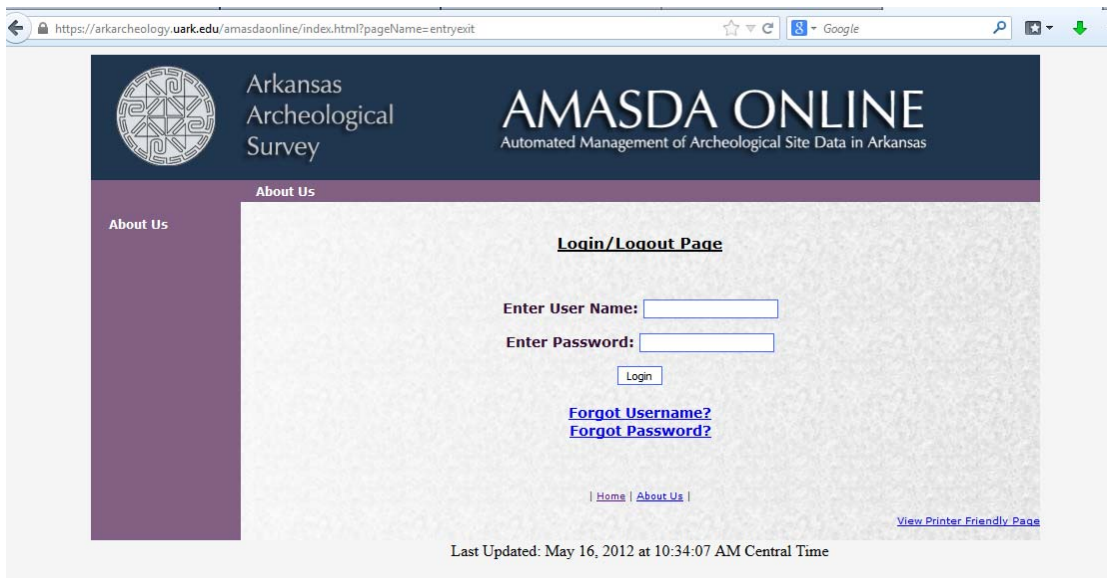 https://arkarcheology.uark.edu/amasdaonline/index.html?pageName=entryexit
8 Google
Arkansas
Archeological
Survey
AMASDA ONLINE
Automated Management of Archeological Site Data in Arkansas
About Us
About Us
Login/Logout Page
Enter User Name:
Enter Password:
Login
Forgot Username?
Forgot Password?
| Home | About Us |
View Printer Friendly Page
Last Updated: May 16, 2012 at 10:34:07 AM Central Time